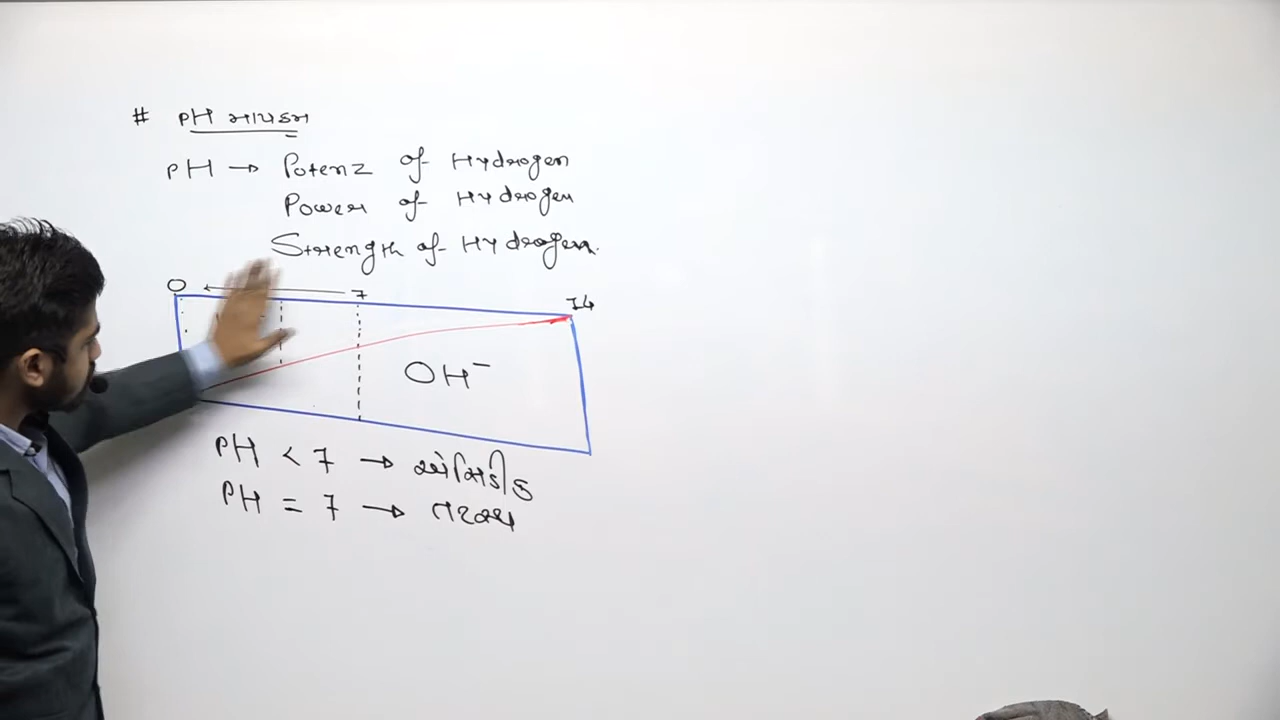 # PH માપક્રમ
PH → Potenz of Hydrogen
Power of Hydrogen
Strength of Hydrogen.
0 ← 7 14
OH⁻
PH < 7 → એસિડીક
PH = 7 → તટસ્થ